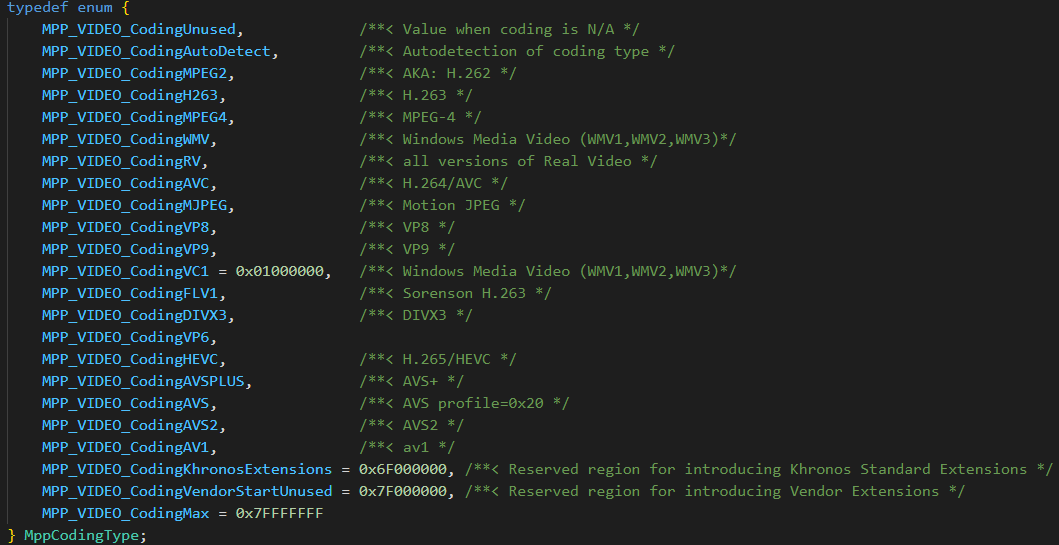 typedef enum {
    MPP_VIDEO_CodingUnused,             /**< Value when coding is N/A */
    MPP_VIDEO_CodingAutoDetect,         /**< Autodetection of coding type */
    MPP_VIDEO_CodingMPEG2,              /**< AKA: H.262 */
    MPP_VIDEO_CodingH263,               /**< H.263 */
    MPP_VIDEO_CodingMPEG4,              /**< MPEG-4 */
    MPP_VIDEO_CodingWMV,                /**< Windows Media Video (WMV1,WMV2,WMV3)*/
    MPP_VIDEO_CodingRV,                 /**< all versions of Real Video */
    MPP_VIDEO_CodingAVC,                /**< H.264/AVC */
    MPP_VIDEO_CodingMJPEG,              /**< Motion JPEG */
    MPP_VIDEO_CodingVP8,                /**< VP8 */
    MPP_VIDEO_CodingVP9,                /**< VP9 */
    MPP_VIDEO_CodingVC1 = 0x01000000,   /**< Windows Media Video (WMV1,WMV2,WMV3)*/
    MPP_VIDEO_CodingFLV1,               /**< Sorenson H.263 */
    MPP_VIDEO_CodingDIVX3,              /**< DIVX3 */
    MPP_VIDEO_CodingVP6,
    MPP_VIDEO_CodingHEVC,               /**< H.265/HEVC */
    MPP_VIDEO_CodingAVSPLUS,            /**< AVS+ */
    MPP_VIDEO_CodingAVS,                /**< AVS profile=0x20 */
    MPP_VIDEO_CodingAVS2,               /**< AVS2 */
    MPP_VIDEO_CodingAV1,                /**< av1 */
    MPP_VIDEO_CodingKhronosExtensions = 0x6F000000, /**< Reserved region for introducing Khronos Standard Extensions */
    MPP_VIDEO_CodingVendorStartUnused = 0x7F000000, /**< Reserved region for introducing Vendor Extensions */
    MPP_VIDEO_CodingMax = 0x7FFFFFFF
} MppCodingType;